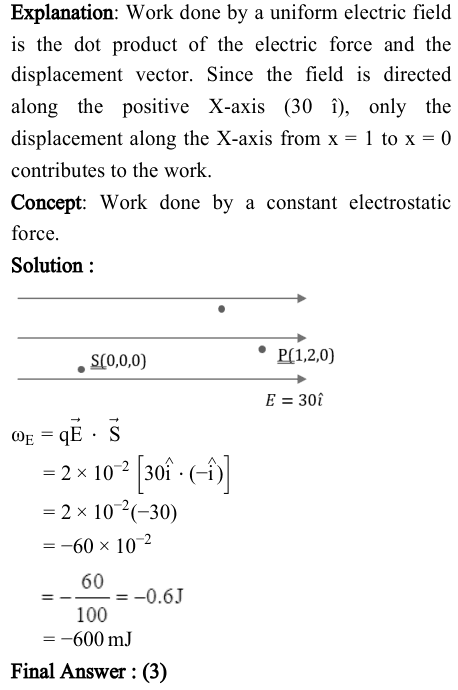 Explanation: Work done by a uniform electric field
is the dot product of the electric force and the
displacement vector. Since the field is directed
along the positive X-axis (30 î), only the
displacement along the X-axis from x = 1 to x = 0
contributes to the work.
Concept: Work done by a constant electrostatic
force.
Solution :
S(0,0,0)
P(1,2,0)
E = 30î
ω_E = qE⃗ · S⃗
= 2 × 10⁻² [30î · (−î)]
= 2 × 10⁻²(−30)
= −60 × 10⁻²
= −60/100 = −0.6J
= −600 mJ
Final Answer : (3)